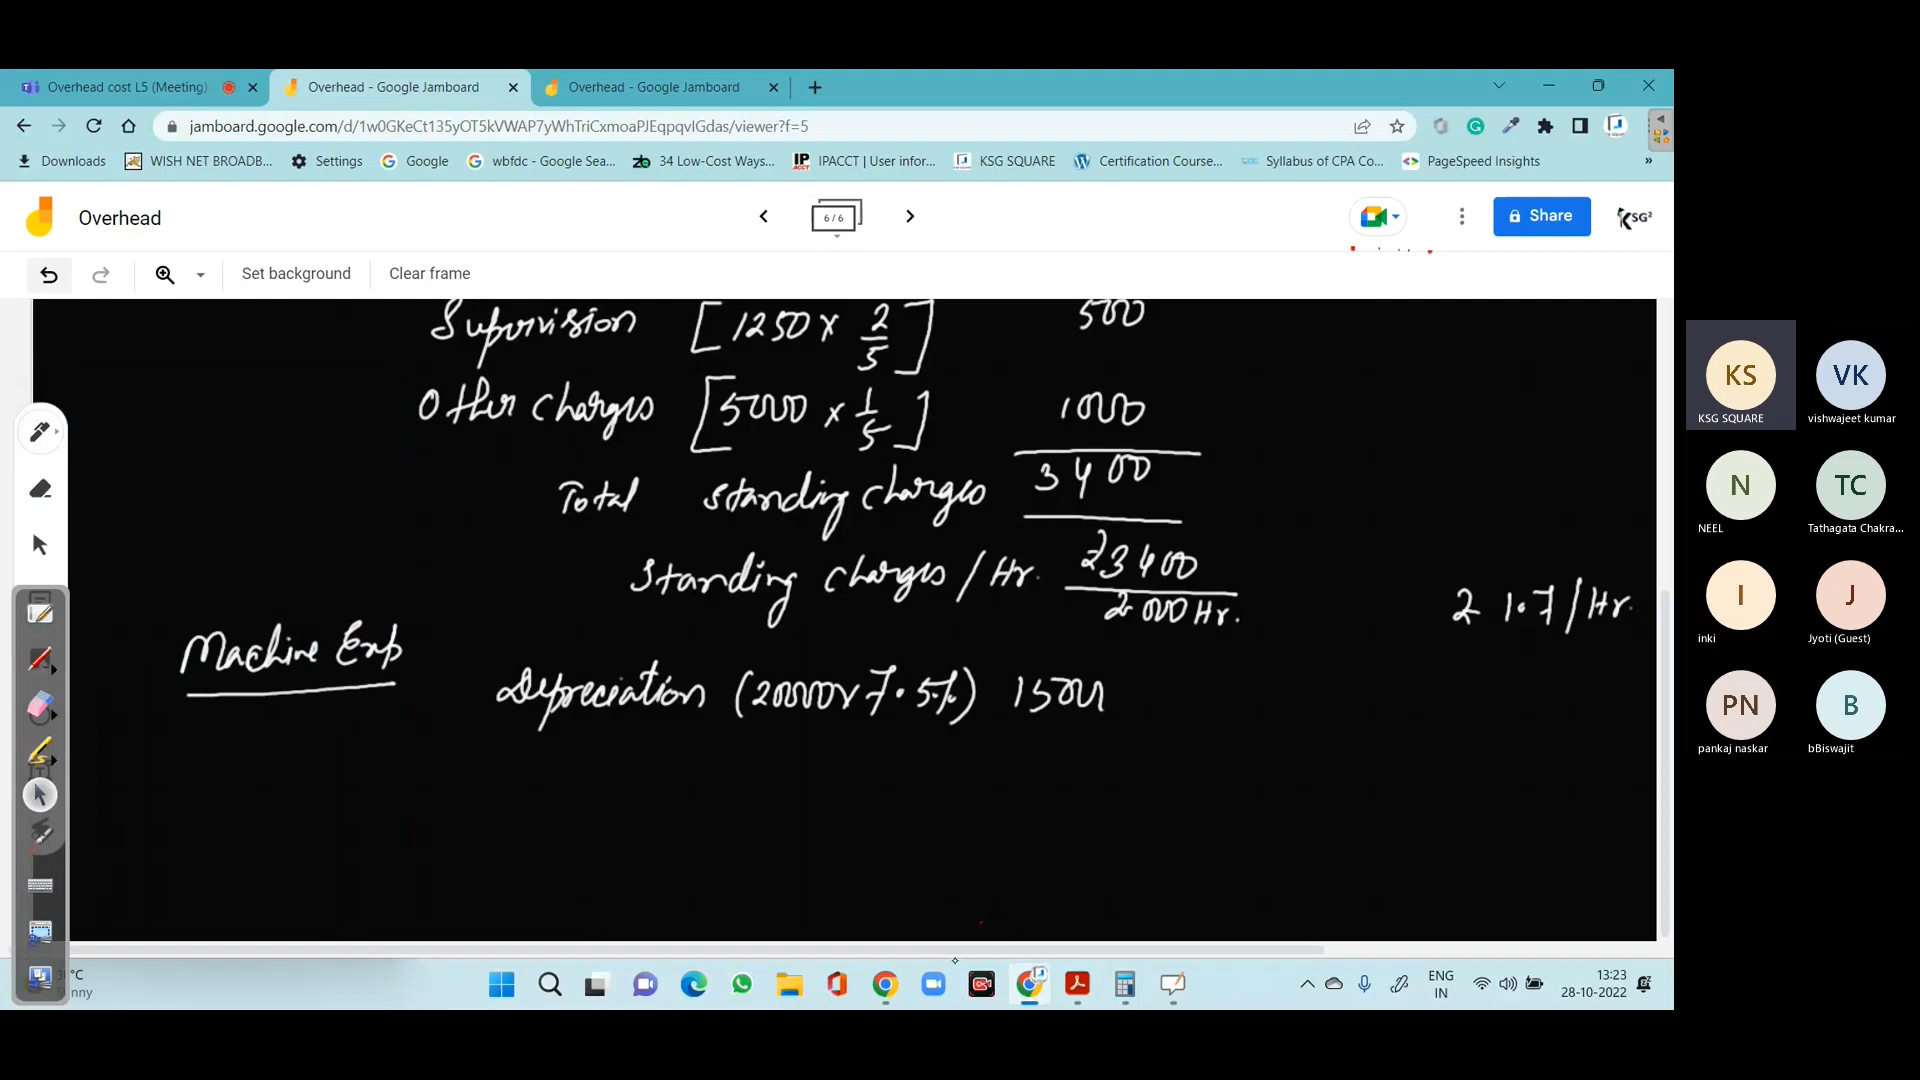 Overhead cost L5 (Meeting)
Overhead - Google Jamboard
Overhead - Google Jamboard
jamboard.google.com/d/1w0GKeCt135yOT5kVWAP7yWhTriCxmoaPJEqpqvIGdas/viewer?f=5
Downloads
WISH NET BROADB...
Settings
Google
wbfdc - Google Sea...
34 Low-Cost Ways...
IPACCT | User infor...
KSG SQUARE
Certification Course...
Syllabus of CPA Co...
PageSpeed Insights
»
Overhead
6 / 6
Share
KSG²
Set background
Clear frame
Supervision [1250 x 2/5] 500
Other charges [5000 x 1/5] 1000
Total standing charges 3400
Standing charges / Hr. ₹3400 / 2000 Hr. ₹ 1.7/Hr.
Machine Exp
Depreciation (20000 x 7.5%) 1500
KS
KSG SQUARE
VK
vishwajeet kumar
N
NEEL
TC
Tathagata Chakra...
I
inki
J
Jyoti (Guest)
PN
pankaj naskar
B
bBiswajit
ENG
IN
13:23
28-10-2022